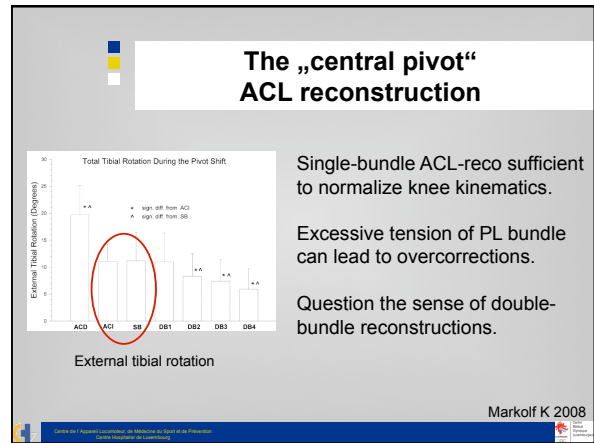 The „central pivot“
ACL reconstruction
Total Tibial Rotation During the Pivot Shift
External Tibial Rotation (Degrees)
30
25
20
15
10
5
0
* sign. diff. from ACI
^ sign. diff. from SB
* ^
* ^
* ^
* ^
ACD ACI SB DB1 DB2 DB3 DB4
External tibial rotation
Single-bundle ACL-reco sufficient
to normalize knee kinematics.
Excessive tension of PL bundle
can lead to overcorrections.
Question the sense of double-
bundle reconstructions.
Markolf K 2008
Centre de l'Appareil Locomoteur, de Médecine du Sport et de Prévention
Centre Hospitalier de Luxembourg
Centre
Médical
Olympique
Luxembourgeois